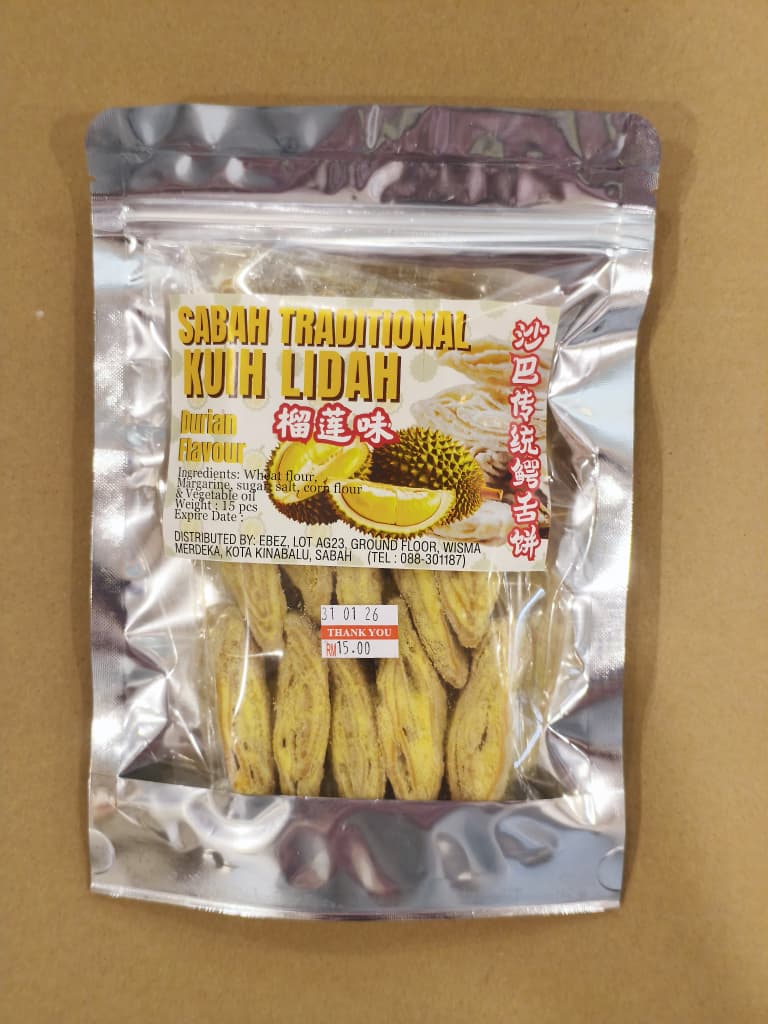 SABAH TRADITIONAL
KUIH LIDAH
Durian
Flavour
榴莲味
沙巴传统鳄舌饼
Ingredients: Wheat flour,
Margarine, sugar, salt, corn flour
& Vegetable oil
Weight : 15 pcs
Expire Date :
DISTRIBUTED BY: EBEZ, LOT AG23, GROUND FLOOR, WISMA
MERDEKA, KOTA KINABALU, SABAH (TEL : 088-301187)
31 01 26
THANK YOU
RM15.00